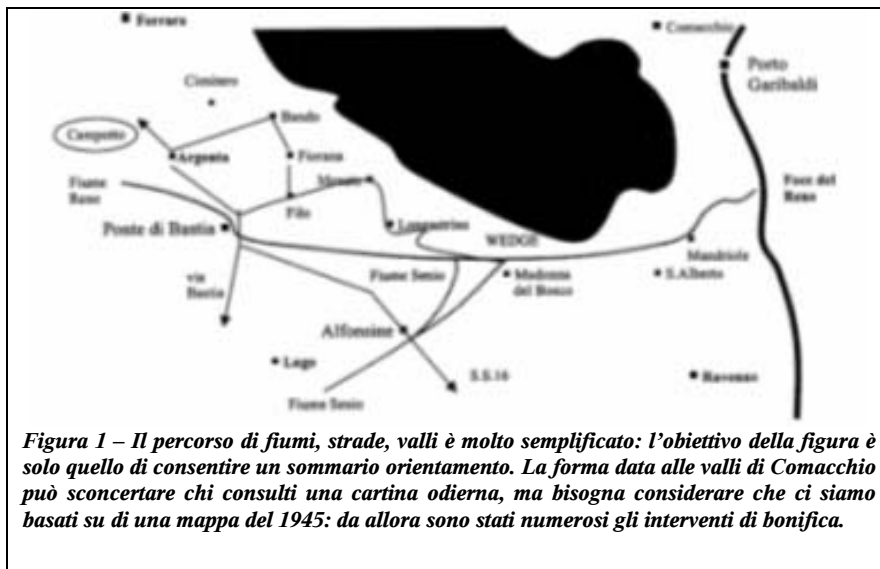 Ferrara
Comacchio
Porto
Garibaldi
Cimitero
Bando
Campotto
Argenta
Fiorana
Menate
Fiume
Reno
Foce del
Reno
Filo
Longastrino
Ponte di Bastia
WEDGE
Mandriole
Fiume Senio
Madonna
del Bosco
S.Alberto
via
Bastia
Alfonsine
Lugo
S.S.16
Ravenna
Fiume Senio
Figura 1 – Il percorso di fiumi, strade, valli è molto semplificato: l’obiettivo della figura è
solo quello di consentire un sommario orientamento. La forma data alle valli di Comacchio
può sconcertare chi consulti una cartina odierna, ma bisogna considerare che ci siamo
basati su di una mappa del 1945: da allora sono stati numerosi gli interventi di bonifica.